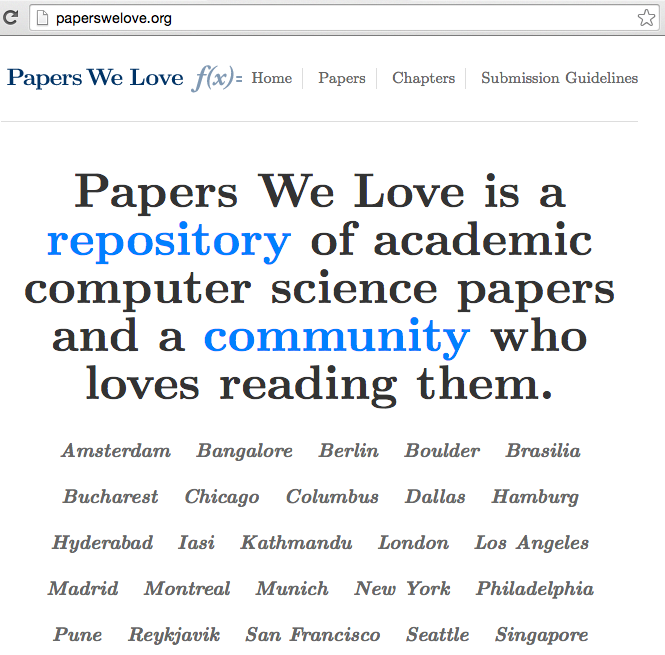 paperswelove.org
Papers We Love f(x)= Home Papers Chapters Submission Guidelines
Papers We Love is a
repository of academic
computer science papers
and a community who
loves reading them.
Amsterdam Bangalore Berlin Boulder Brasilia
Bucharest Chicago Columbus Dallas Hamburg
Hyderabad Iasi Kathmandu London Los Angeles
Madrid Montreal Munich New York Philadelphia
Pune Reykjavik San Francisco Seattle Singapore